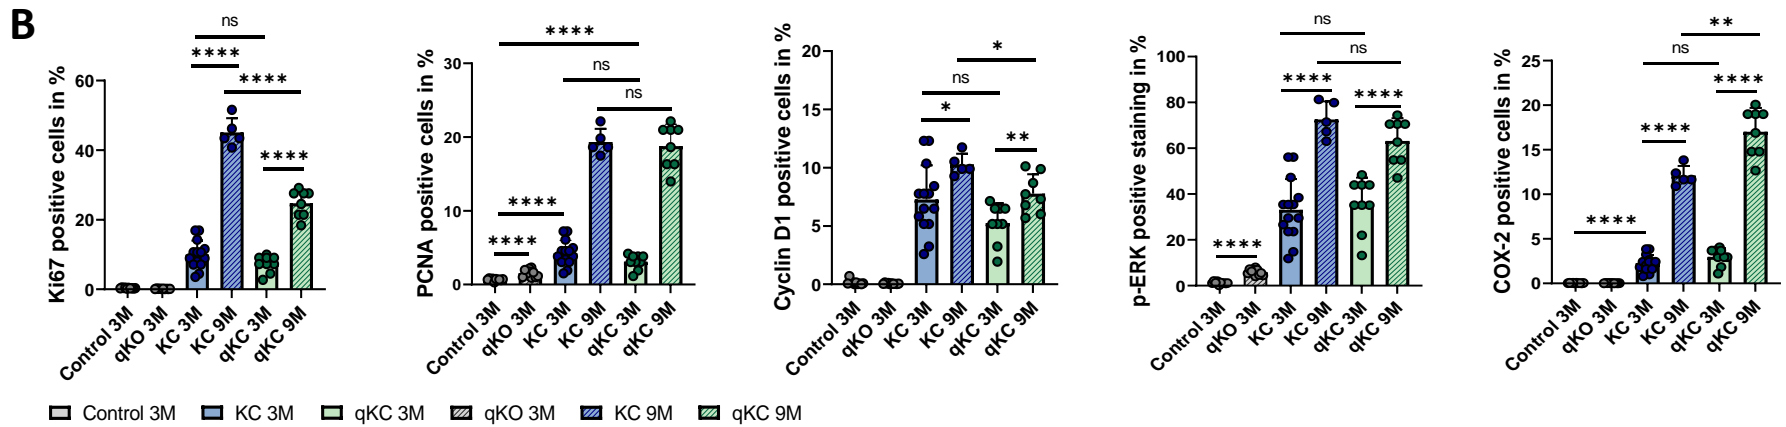 B
ns
****
****
****
Ki67 positive cells in %
60
40
20
0
Control 3M
qKO 3M
KC 3M
KC 9M
qKC 3M
qKC 9M
****
ns
ns
****
****
PCNA positive cells in %
30
20
10
0
Control 3M
qKO 3M
KC 3M
KC 9M
qKC 3M
qKC 9M
*
ns
*
**
Cyclin D1 positive cells in %
20
15
10
5
0
Control 3M
qKO 3M
KC 3M
KC 9M
qKC 3M
qKC 9M
ns
ns
****
****
****
p-ERK positive staining in %
100
80
60
40
20
0
Control 3M
qKO 3M
KC 3M
KC 9M
qKC 3M
qKC 9M
**
ns
****
****
****
COX-2 positive cells in %
25
20
15
10
5
0
Control 3M
qKO 3M
KC 3M
KC 9M
qKC 3M
qKC 9M
Control 3M KC 3M qKC 3M qKO 3M KC 9M qKC 9M